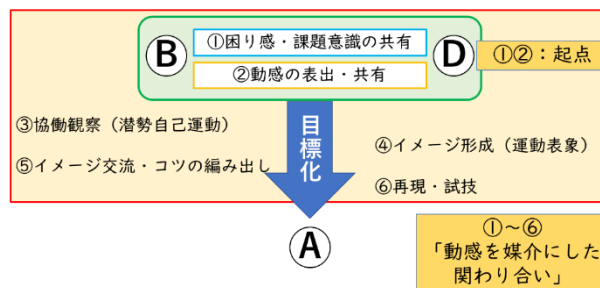 Ⓑ
①困り感・課題意識の共有
②動感の表出・共有
Ⓓ
①②：起点
③協働観察（潜勢自己運動）
⑤イメージ交流・コツの編み出し
目標化
④イメージ形成（運動表象）
⑥再現・試技
Ⓐ
①～⑥
「動感を媒介にした
関わり合い」